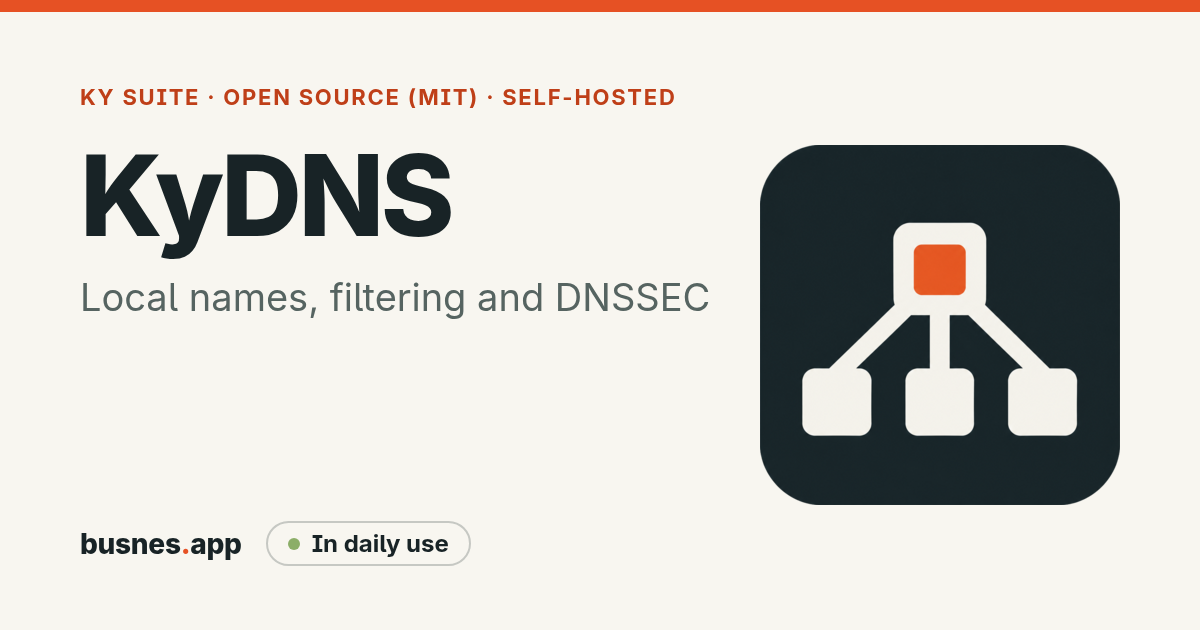 KY SUITE · OPEN SOURCE (MIT) · SELF-HOSTED
KyDNS
Local names, filtering and DNSSEC
busnes.app
In daily use